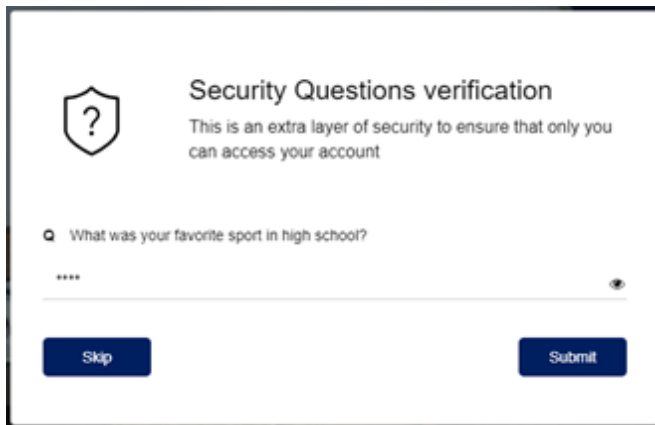 ?
Security Questions verification
This is an extra layer of security to ensure that only you
can access your account
Q What was your favorite sport in high school?
••••
Skip
Submit